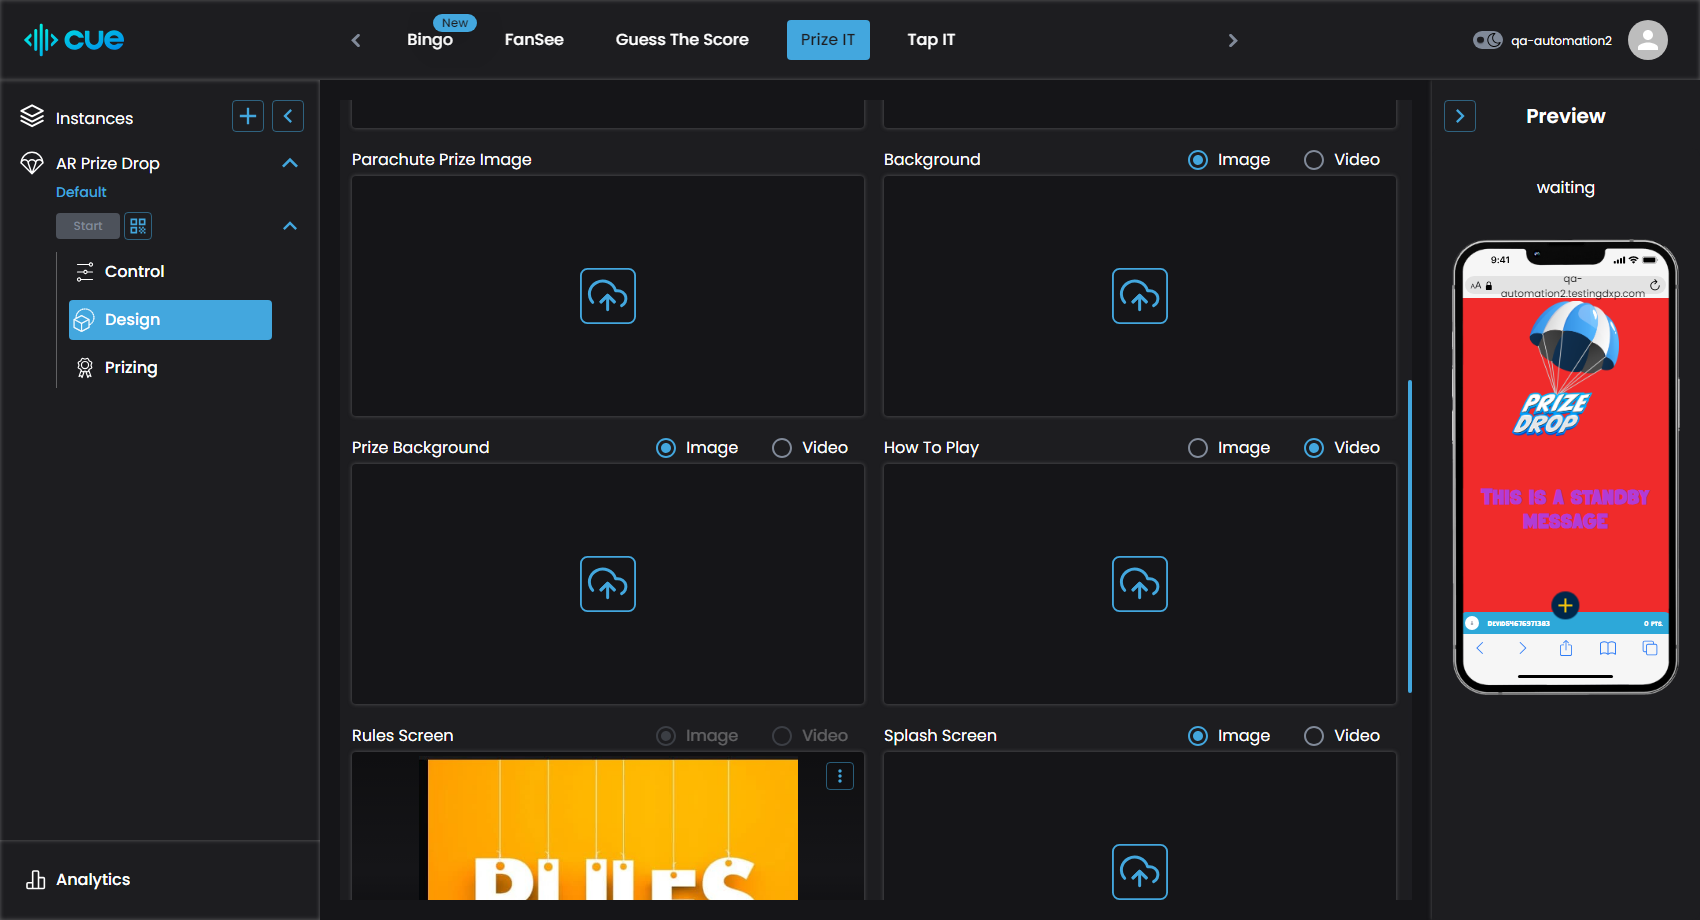 cue
New
Bingo
FanSee
Guess The Score
Prize IT
Tap IT
qa-automation2
Instances
AR Prize Drop
Default
Start
Control
Design
Prizing
Analytics
Parachute Prize Image
Background
Image
Video
Prize Background
Image
Video
How To Play
Image
Video
Rules Screen
Image
Video
Splash Screen
Image
Video
RULES
Preview
waiting
9:41
AA
qa-
automation2.testingdxp.com
PRIZE
DROP
This is a standby
message
0 PTS.